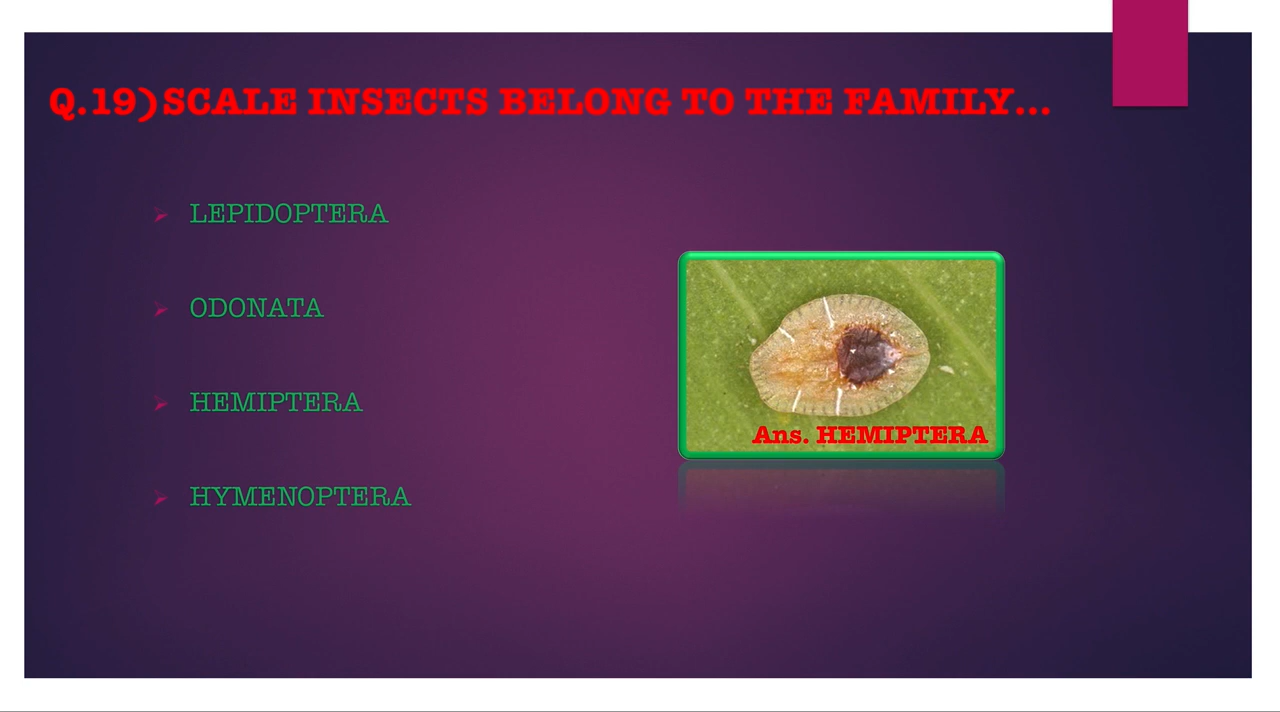 Q.19)SCALE INSECTS BELONG TO THE FAMILY...
LEPIDOPTERA
ODONATA
HEMIPTERA
HYMENOPTERA
Ans. HEMIPTERA